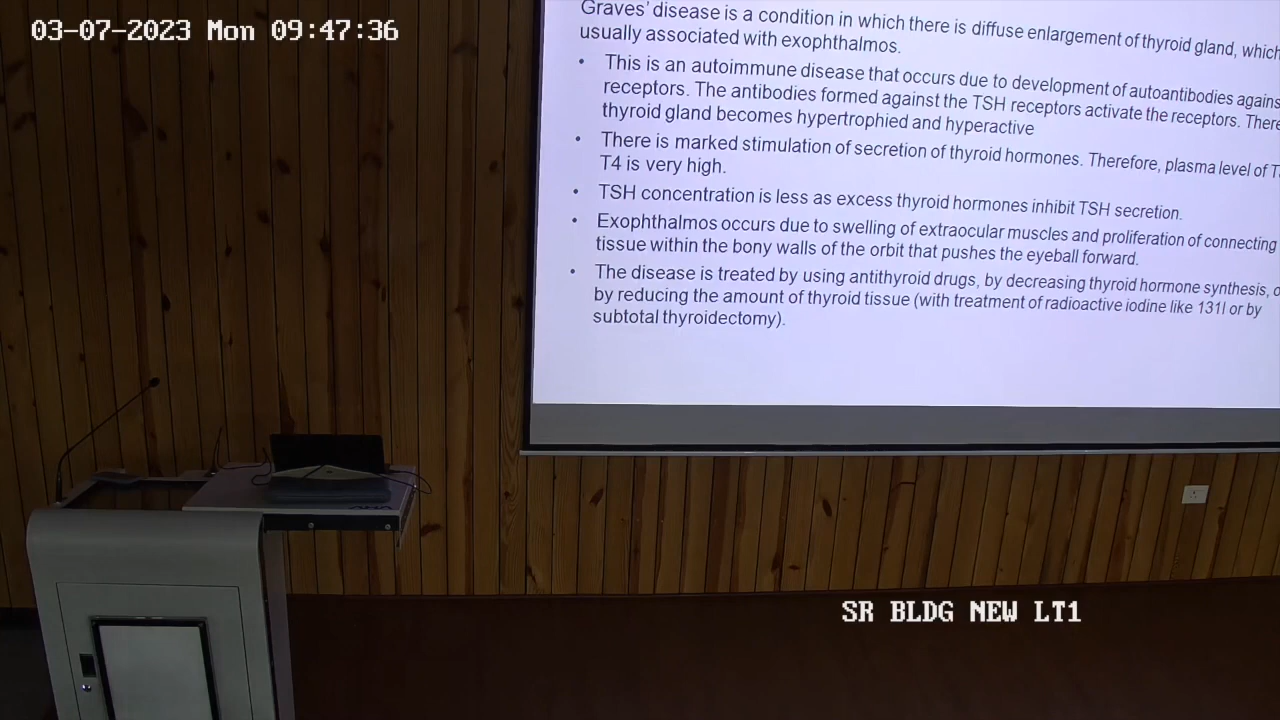 03-07-2023 Mon 09:47:36
Graves' disease is a condition in which there is diffuse enlargement of thyroid gland, which
usually associated with exophthalmos.
• This is an autoimmune disease that occurs due to development of autoantibodies agains
receptors. The antibodies formed against the TSH receptors activate the receptors. There
thyroid gland becomes hypertrophied and hyperactive
• There is marked stimulation of secretion of thyroid hormones. Therefore, plasma level of T
T4 is very high.
• TSH concentration is less as excess thyroid hormones inhibit TSH secretion.
• Exophthalmos occurs due to swelling of extraocular muscles and proliferation of connecting
tissue within the bony walls of the orbit that pushes the eyeball forward.
• The disease is treated by using antithyroid drugs, by decreasing thyroid hormone synthesis, o
by reducing the amount of thyroid tissue (with treatment of radioactive iodine like 131I or by
subtotal thyroidectomy).
SR BLDG NEW LT1